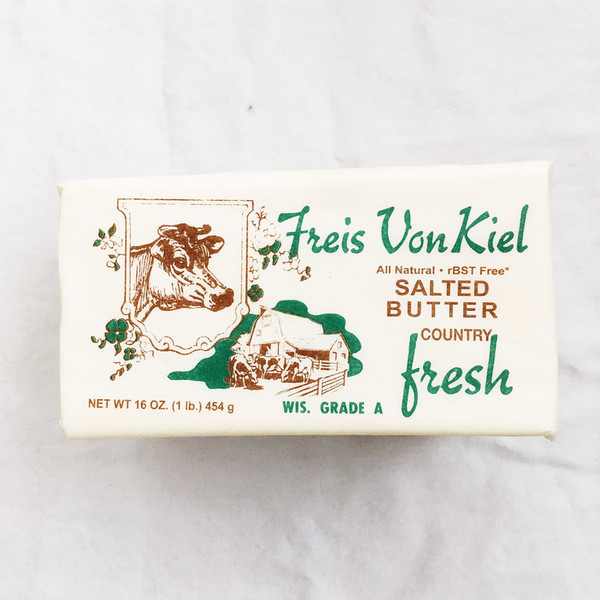 Freis Von Kiel
All Natural • rBST Free*
SALTED
BUTTER
COUNTRY
fresh
WIS. GRADE A
NET WT 16 OZ. (1 lb.) 454 g